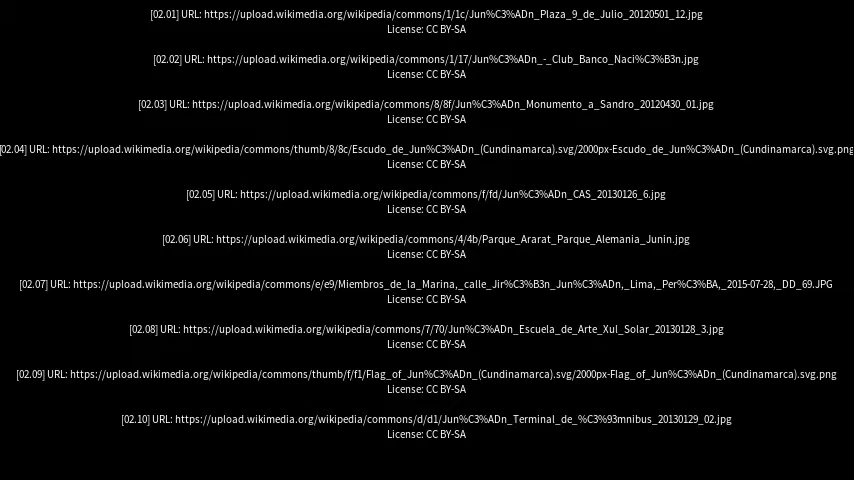 [02.01] URL: https://upload.wikimedia.org/wikipedia/commons/1/1c/Jun%C3%ADn_Plaza_9_de_Julio_20120501_12.jpg
License: CC BY-SA
[02.02] URL: https://upload.wikimedia.org/wikipedia/commons/1/17/Jun%C3%ADn_-_Club_Banco_Naci%C3%B3n.jpg
License: CC BY-SA
[02.03] URL: https://upload.wikimedia.org/wikipedia/commons/8/8f/Jun%C3%ADn_Monumento_a_Sandro_20120430_01.jpg
License: CC BY-SA
[02.04] URL: https://upload.wikimedia.org/wikipedia/commons/thumb/8/8c/Escudo_de_Jun%C3%ADn_(Cundinamarca).svg/2000px-Escudo_de_Jun%C3%ADn_(Cundinamarca).svg.png
License: CC BY-SA
[02.05] URL: https://upload.wikimedia.org/wikipedia/commons/f/fd/Jun%C3%ADn_CAS_20130126_6.jpg
License: CC BY-SA
[02.06] URL: https://upload.wikimedia.org/wikipedia/commons/4/4b/Parque_Ararat_Parque_Alemania_Junin.jpg
License: CC BY-SA
[02.07] URL: https://upload.wikimedia.org/wikipedia/commons/e/e9/Miembros_de_la_Marina,_calle_Jir%C3%B3n_Jun%C3%ADn,_Lima,_Per%C3%BA,_2015-07-28,_DD_69.JPG
License: CC BY-SA
[02.08] URL: https://upload.wikimedia.org/wikipedia/commons/7/70/Jun%C3%ADn_Escuela_de_Arte_Xul_Solar_20130128_3.jpg
License: CC BY-SA
[02.09] URL: https://upload.wikimedia.org/wikipedia/commons/thumb/f/f1/Flag_of_Jun%C3%ADn_(Cundinamarca).svg/2000px-Flag_of_Jun%C3%ADn_(Cundinamarca).svg.png
License: CC BY-SA
[02.10] URL: https://upload.wikimedia.org/wikipedia/commons/d/d1/Jun%C3%ADn_Terminal_de_%C3%93mnibus_20130129_02.jpg
License: CC BY-SA